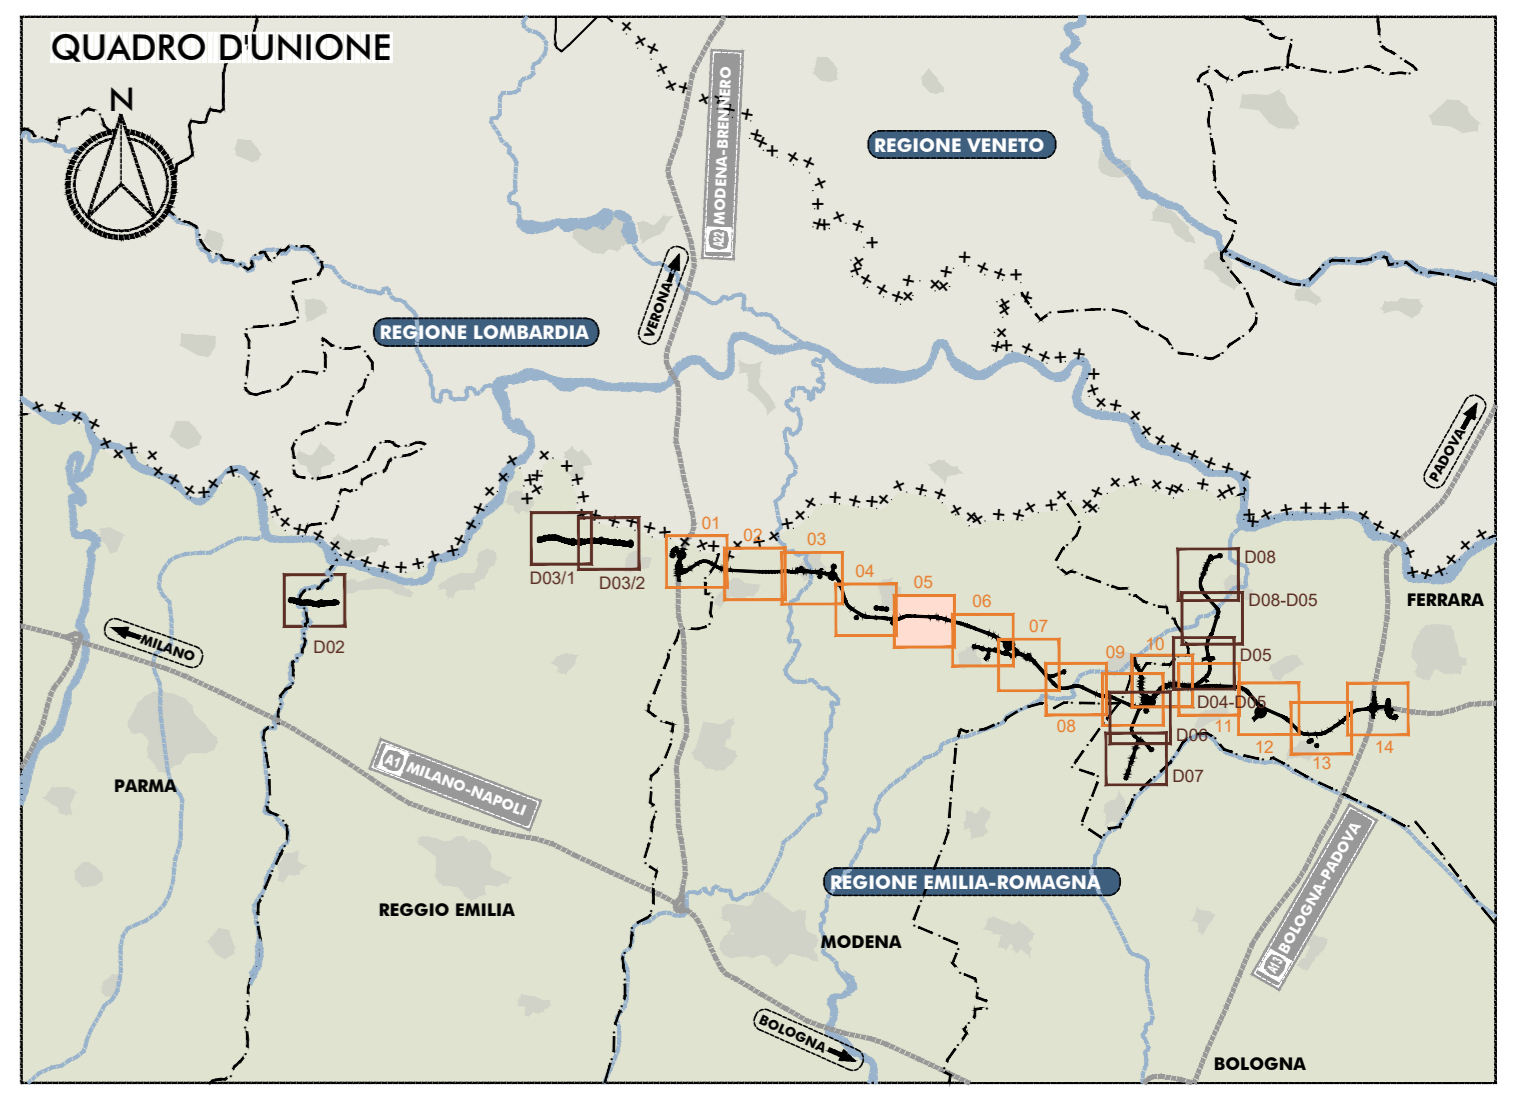 QUADRO D'UNIONE
N
A22 MODENA-BRENNERO
REGIONE VENETO
VERONA
REGIONE LOMBARDIA
PADOVA
01
02
03
04
05
06
07
08
09
10
11
12
13
14
D02
D03/1
D03/2
D08
D08-D05
D05
D04-D05
D06
D07
FERRARA
MILANO
PARMA
A1 MILANO-NAPOLI
REGIONE EMILIA-ROMAGNA
REGGIO EMILIA
MODENA
A13 BOLOGNA-PADOVA
BOLOGNA
BOLOGNA